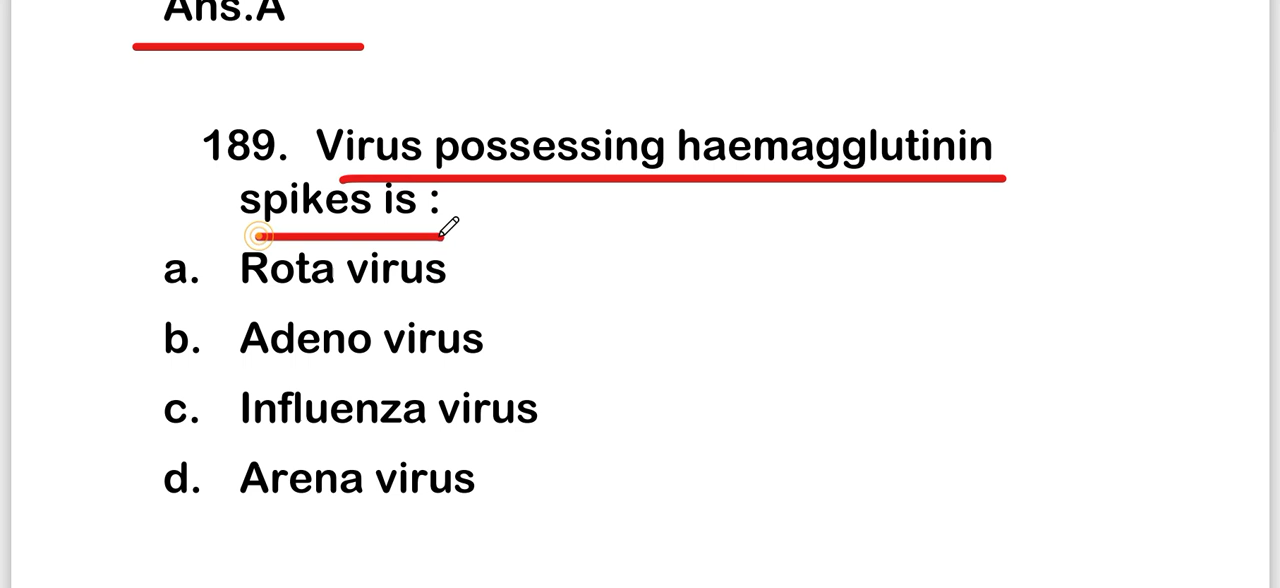 Ans.A
189. Virus possessing haemagglutinin
spikes is :
a. Rota virus
b. Adeno virus
c. Influenza virus
d. Arena virus